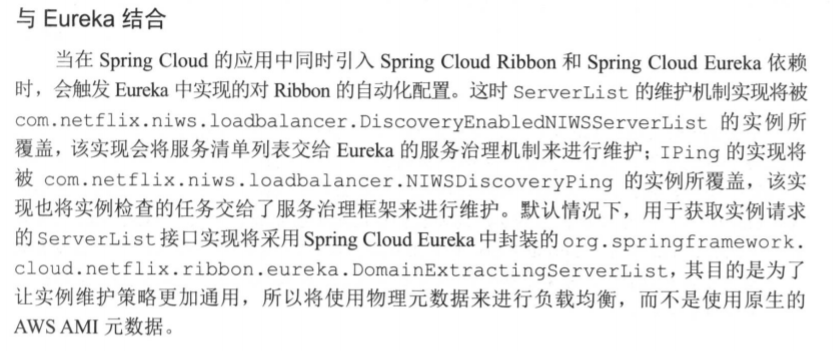 与 Eureka 结合
当在 Spring Cloud 的应用中同时引入 Spring Cloud Ribbon 和 Spring Cloud Eureka 依赖
时，会触发 Eureka 中实现的对 Ribbon 的自动化配置。这时 ServerList 的维护机制实现将被
com.netflix.niws.loadbalancer.DiscoveryEnabledNIWSServerList 的实例所
覆盖，该实现会将服务清单列表交给 Eureka 的服务治理机制来进行维护；IPing 的实现将
被 com.netflix.niws.loadbalancer.NIWSDiscoveryPing 的实例所覆盖，该实
现也将实例检查的任务交给了服务治理框架来进行维护。默认情况下，用于获取实例请求
的 ServerList 接口实现将采用 Spring Cloud Eureka 中封装的 org.springframework.
cloud.netflix.ribbon.eureka.DomainExtractingServerList，其目的是为了
让实例维护策略更加通用，所以将使用物理元数据来进行负载均衡，而不是使用原生的
AWS AMI 元数据。